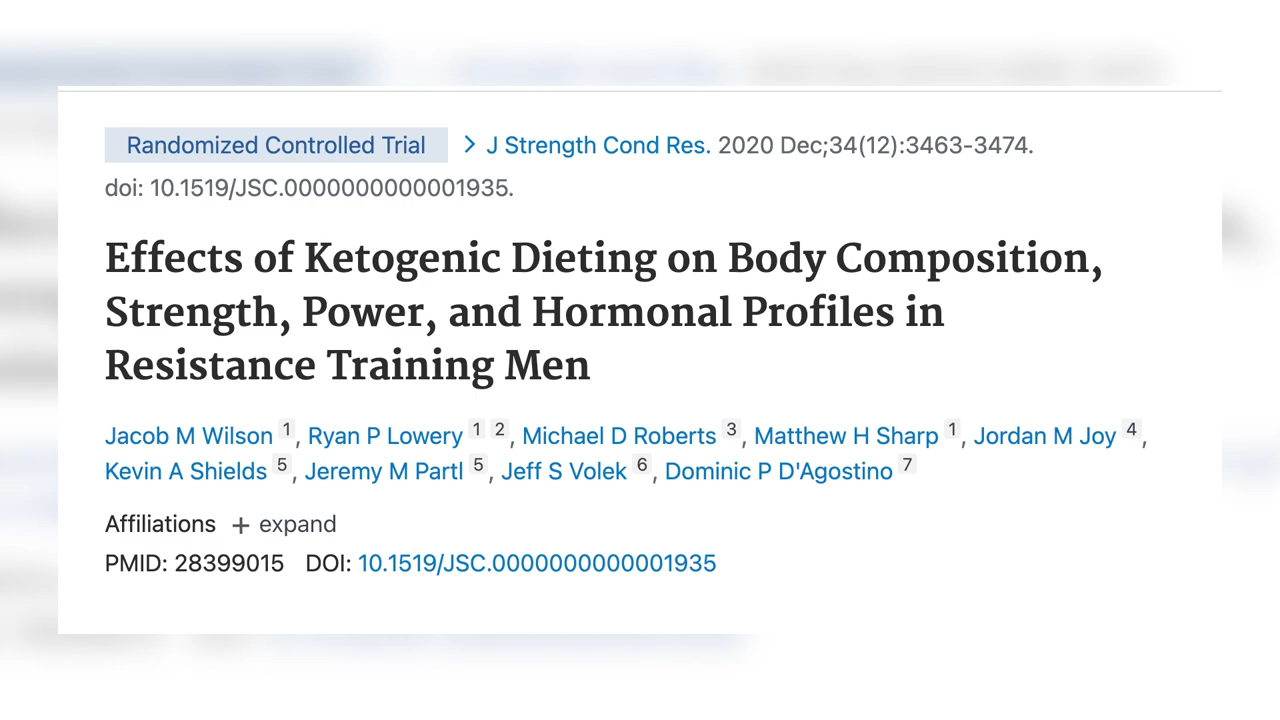 Randomized Controlled Trial > J Strength Cond Res. 2020 Dec;34(12):3463-3474.
doi: 10.1519/JSC.0000000000001935.
Effects of Ketogenic Dieting on Body Composition,
Strength, Power, and Hormonal Profiles in
Resistance Training Men
Jacob M Wilson 1, Ryan P Lowery 1 2, Michael D Roberts 3, Matthew H Sharp 1, Jordan M Joy 4,
Kevin A Shields 5, Jeremy M Partl 5, Jeff S Volek 6, Dominic P D'Agostino 7
Affiliations + expand
PMID: 28399015 DOI: 10.1519/JSC.0000000000001935